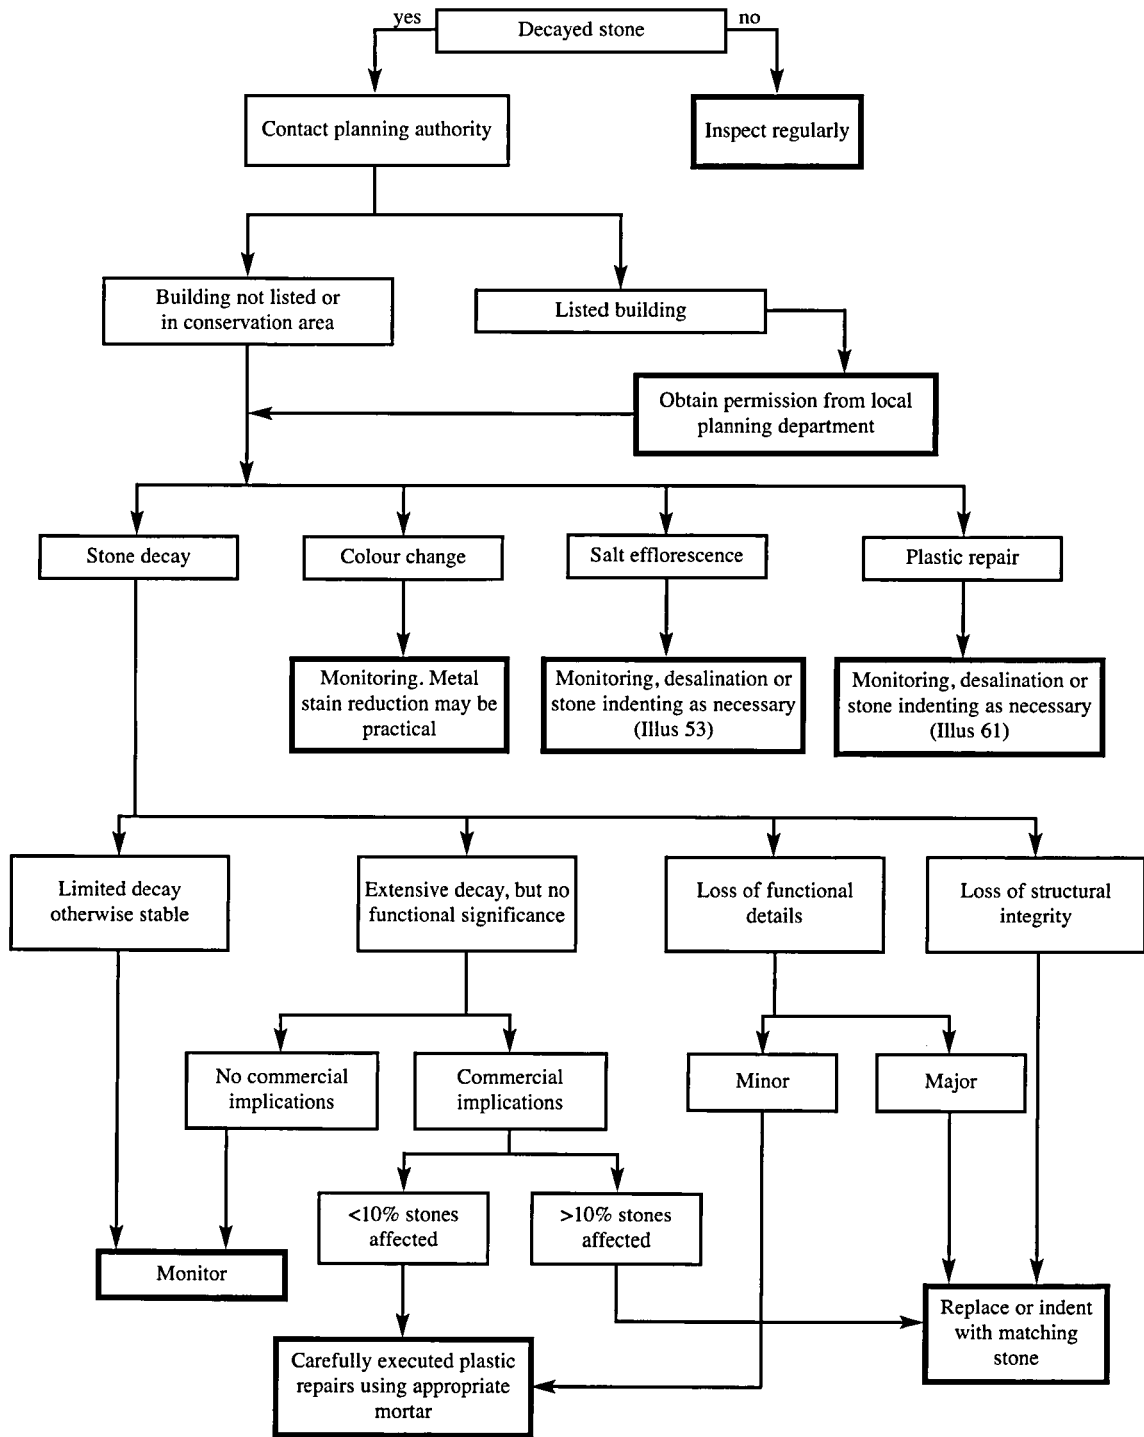 yes
Decayed stone
no
Contact planning authority
Inspect regularly
Building not listed or
in conservation area
Listed building
Obtain permission from local
planning department
Stone decay
Colour change
Salt efflorescence
Plastic repair
Monitoring. Metal
stain reduction may be
practical
Monitoring, desalination or
stone indenting as necessary
(Illus 53)
Monitoring, desalination or
stone indenting as necessary
(Illus 61)
Limited decay
otherwise stable
Extensive decay, but no
functional significance
Loss of functional
details
Loss of structural
integrity
No commercial
implications
Commercial
implications
Minor
Major
<10% stones
affected
>10% stones
affected
Monitor
Carefully executed plastic
repairs using appropriate
mortar
Replace or indent
with matching
stone